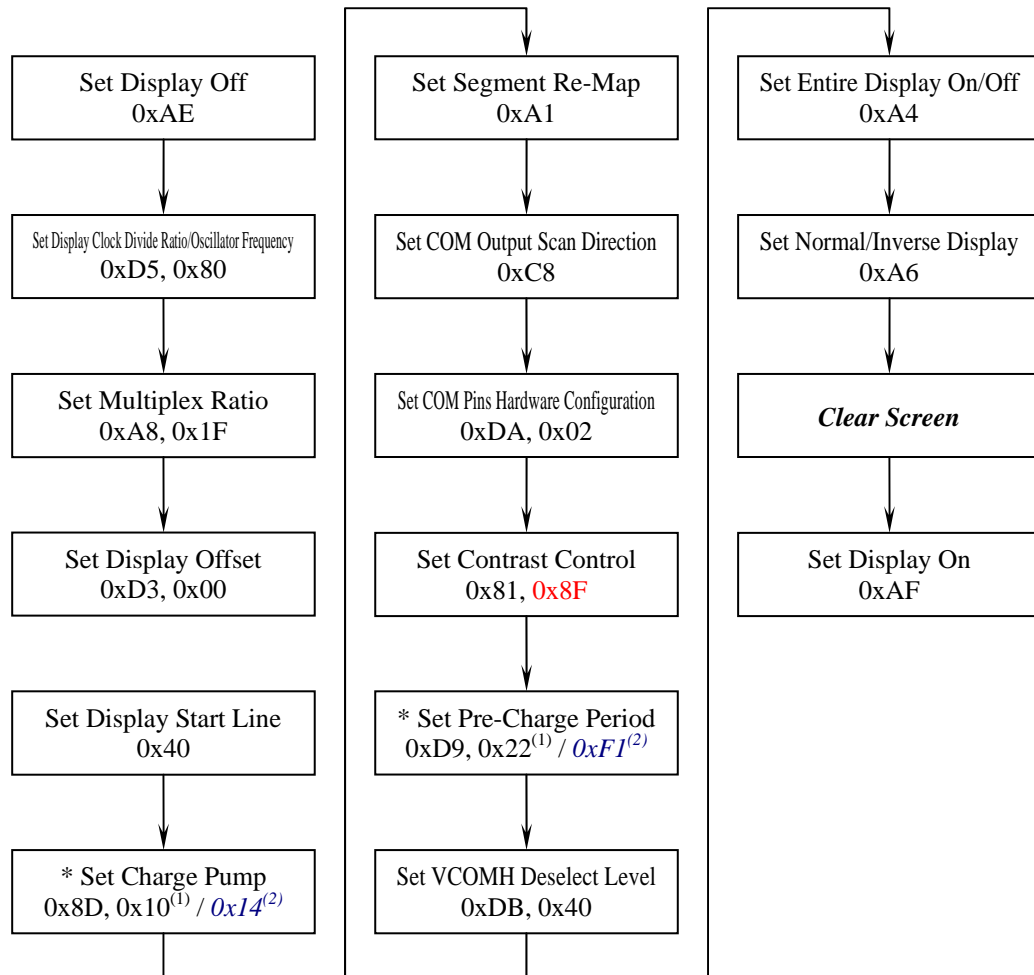 Set Display Off
0xAE
Set Display Clock Divide Ratio/Oscillator Frequency
0xD5, 0x80
Set Multiplex Ratio
0xA8, 0x1F
Set Display Offset
0xD3, 0x00
Set Display Start Line
0x40
* Set Charge Pump
0x8D, 0x10(1) / 0x14(2)
Set Segment Re-Map
0xA1
Set COM Output Scan Direction
0xC8
Set COM Pins Hardware Configuration
0xDA, 0x02
Set Contrast Control
0x81, 0x8F
* Set Pre-Charge Period
0xD9, 0x22(1) / 0xF1(2)
Set VCOMH Deselect Level
0xDB, 0x40
Set Entire Display On/Off
0xA4
Set Normal/Inverse Display
0xA6
Clear Screen
Set Display On
0xAF